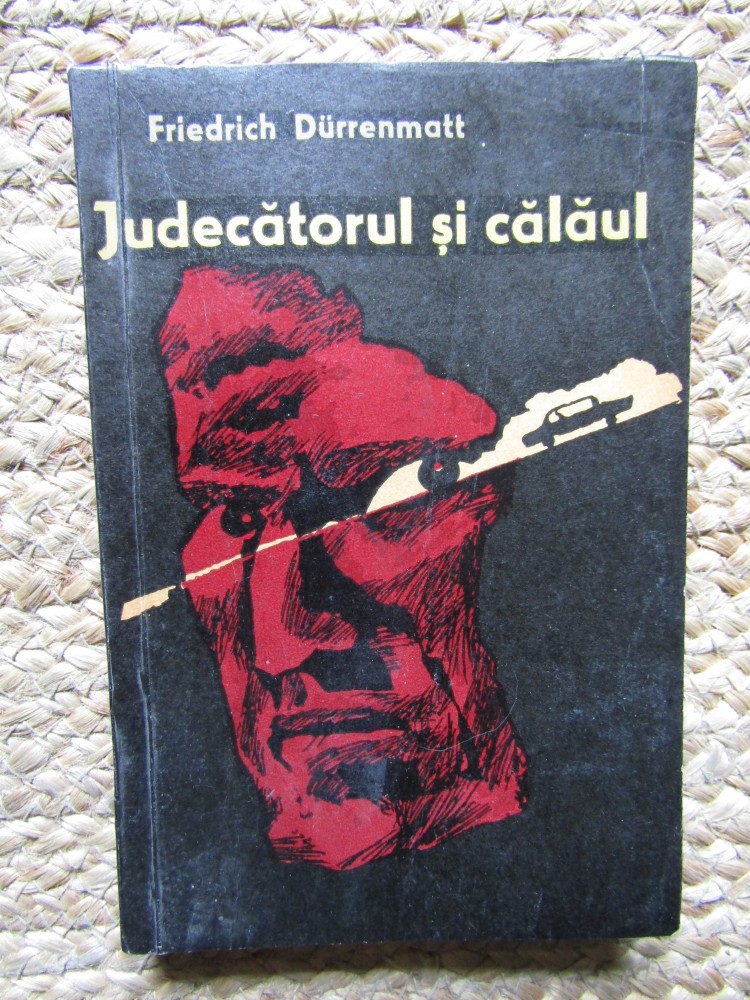 Friedrich Dürrenmatt
Judecătorul și călăul